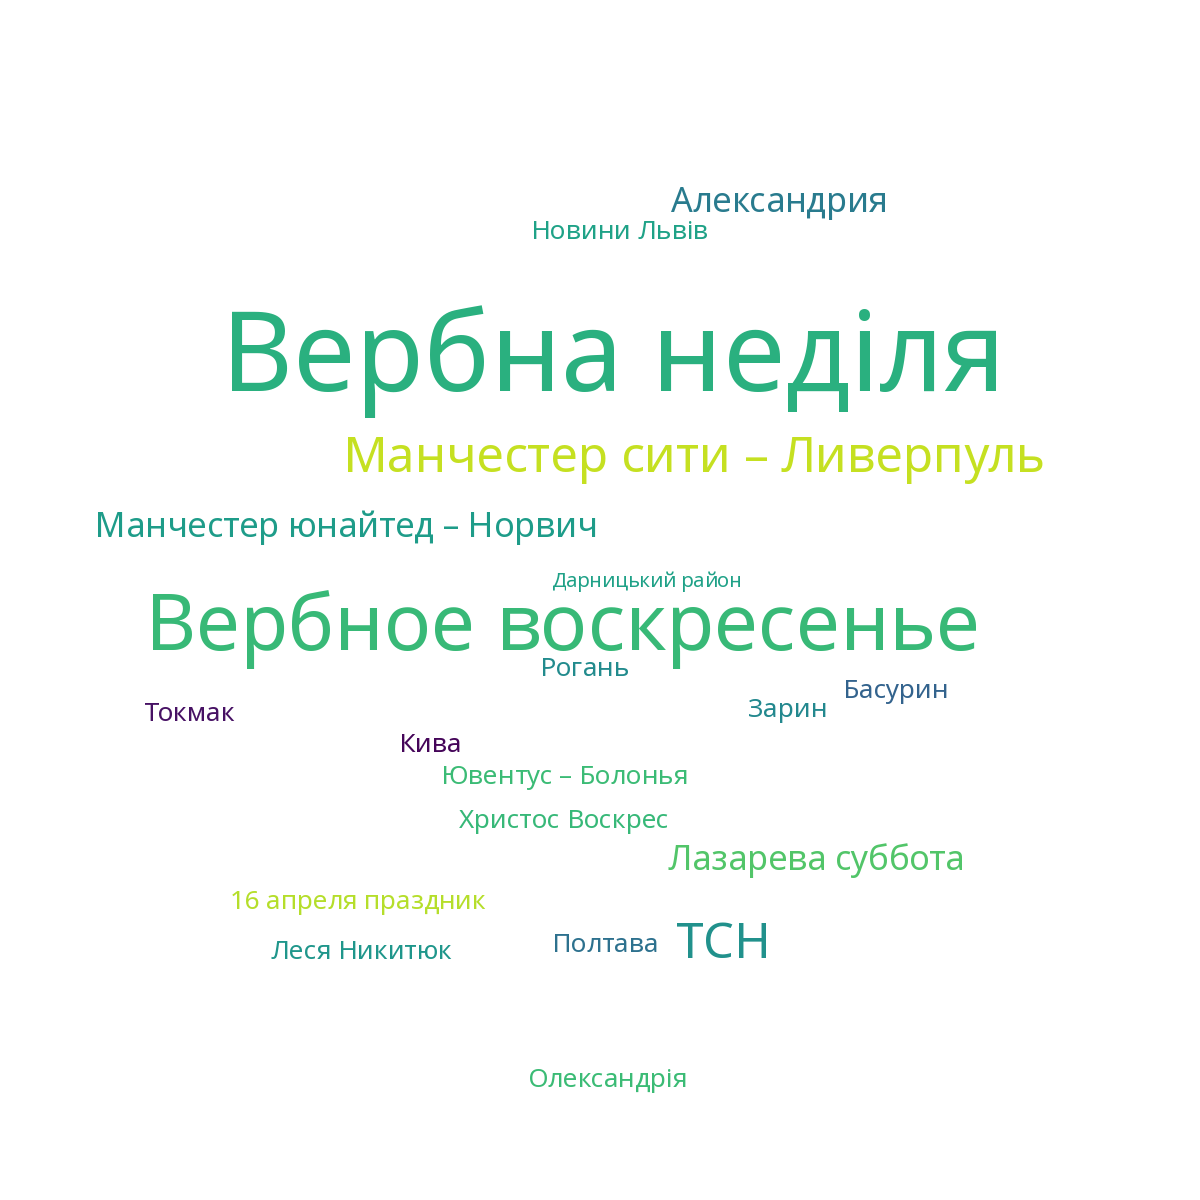 Александрия
Новини Львів
Вербна неділя
Манчестер сити – Ливерпуль
Манчестер юнайтед – Норвич
Дарницький район
Вербное воскресенье
Рогань
Басурин
Зарин
Токмак
Кива
Ювентус – Болонья
Христос Воскрес
Лазарева суббота
16 апреля праздник
Леся Никитюк
Полтава
ТСН
Олександрія